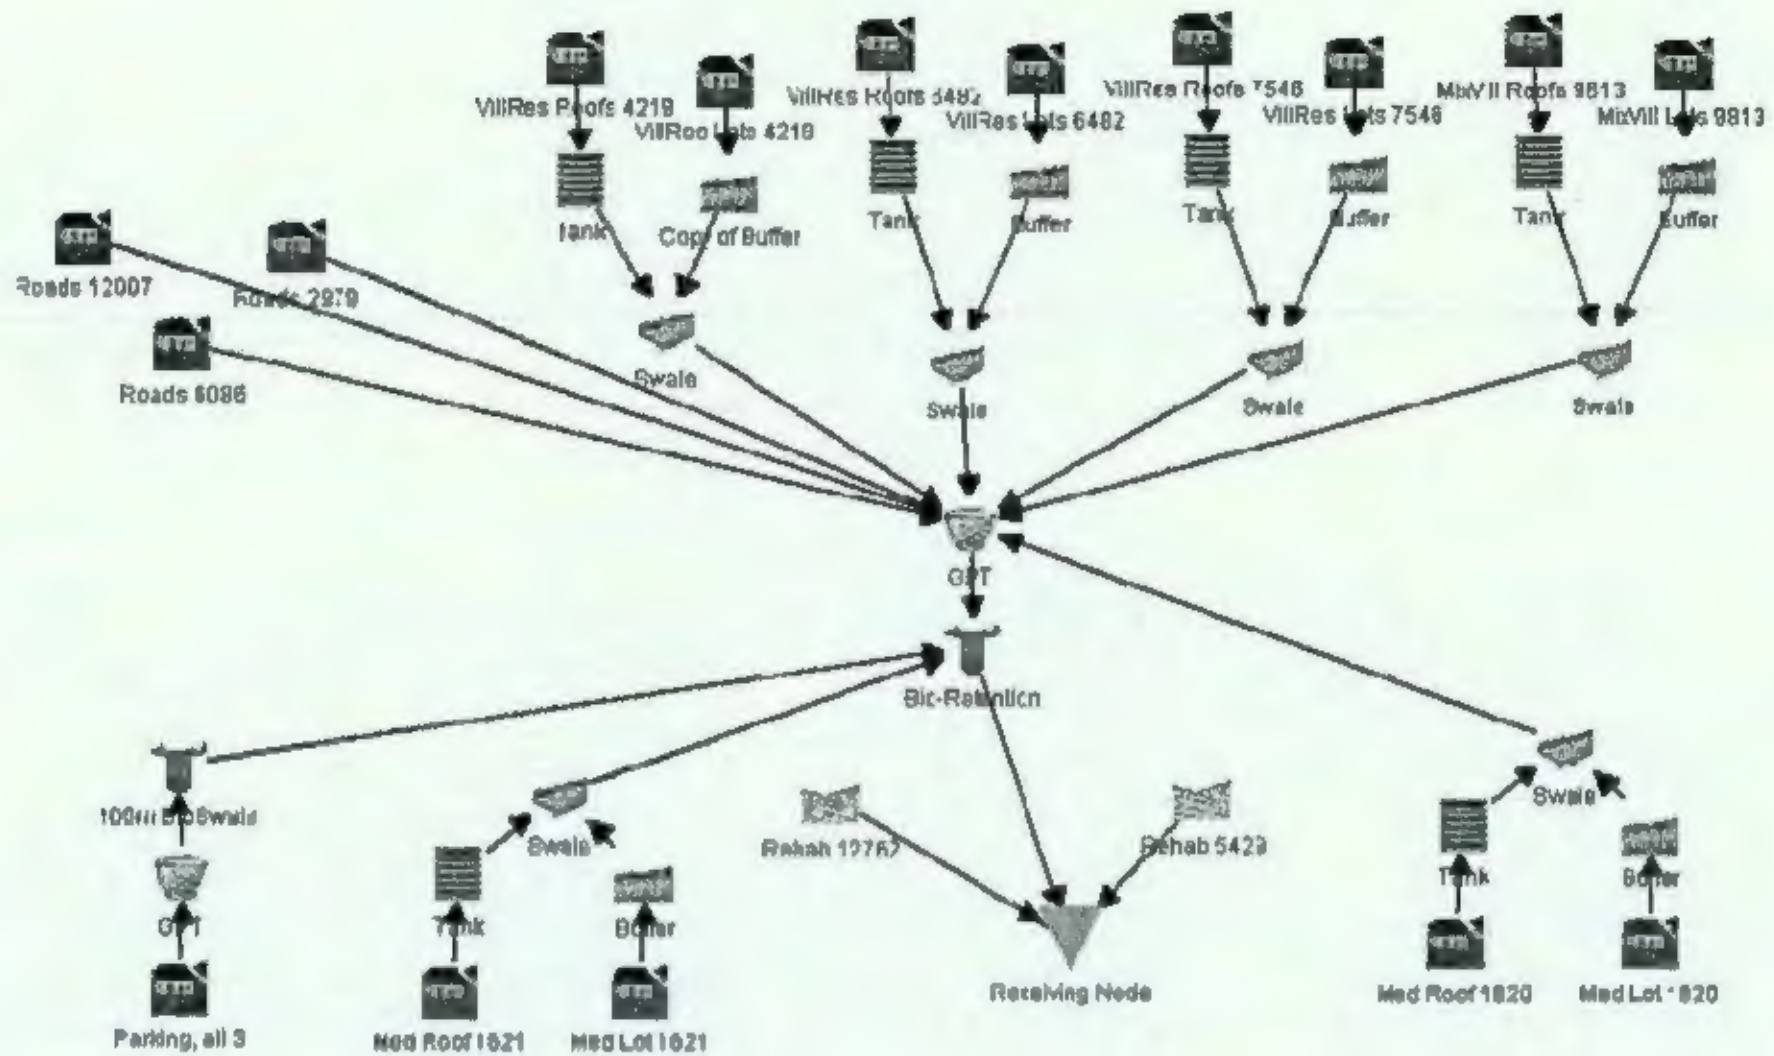 VillRes Roofs 4219
VillRoo Lots 4219
VillRes Roofs 6482
VillRes Lots 6482
VillRes Roofs 7546
VillRes Lots 7546
MixVill Roofs 9813
MixVill Lots 9813
Tank
Copy of Buffer
Tank
Buffer
Tank
Buffer
Tank
Buffer
Roads 12007
Roads 2979
Roads 6086
Swale
Swale
Swale
Swale
GPT
Bio-Retention
100m BioSwale
Swale
Rehab
Rehab 5429
Swale
GPT
Tank
Buffer
Tank
Buffer
Parking, all 3
Med Roof 1621
Med Lot 1621
Receiving Node
Med Roof 1620
Med Lot 1620